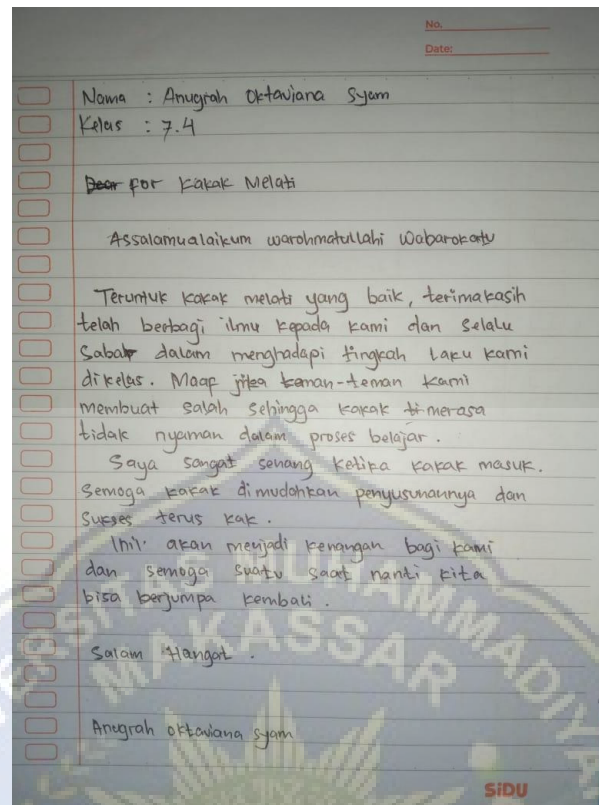 No.
Date:
Nama : Anugrah Oktaviana Syam
Kelas : 7.4
Dear for Kakak Melati
Assalamualaikum warohmatullahi Wabarokatu
Teruntuk kakak melati yang baik, terimakasih
telah berbagi ilmu kepada kami dan selalu
Sabar dalam menghadapi tingkah laku kami
dikelas. Maaf jika teman-teman kami
membuat salah sehingga kakak merasa
tidak nyaman dalam proses belajar.
Saya sangat senang ketika kakak masuk.
Semoga kakak di mudahkan penyusunannya dan
Sukses terus kak.
Ini akan menjadi kenangan bagi kami
dan semoga suatu saat nanti kita
bisa berjumpa kembali.
Salam Hangat.
Anugrah oktaviana syam
SiDU
MAKASSAR